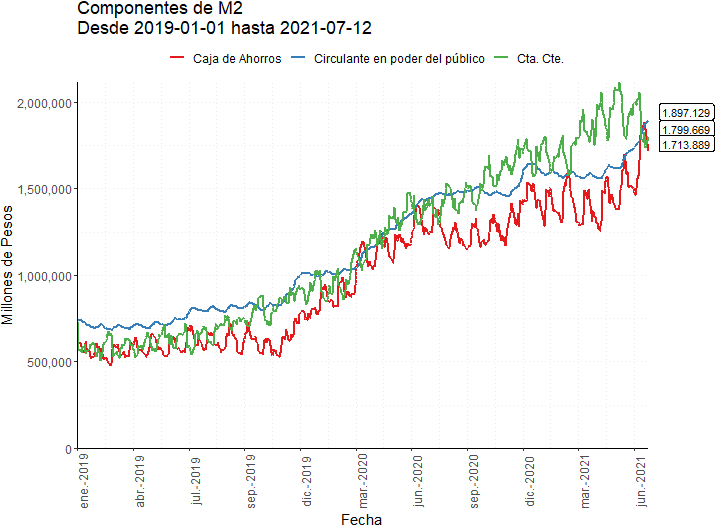 Componentes de M2
Desde 2019-01-01 hasta 2021-07-12
Caja de Ahorros Circulante en poder del público Cta. Cte.
2,000,000
1,500,000
1,000,000
500,000
0
Millones de Pesos
1.897.129
1.799.669
1.713.889
ene.-2019
abr.-2019
jul.-2019
sep.-2019
dic.-2019
mar.-2020
jun.-2020
sep.-2020
dic.-2020
mar.-2021
jun.-2021
Fecha